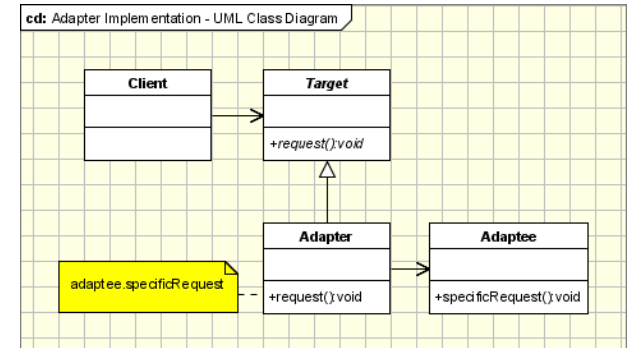 cd: Adapter Implementation - UML Class Diagram
Client
Target
+request():void
Adapter
Adaptee
adaptee.specificRequest
+request():void
+specificRequest():void